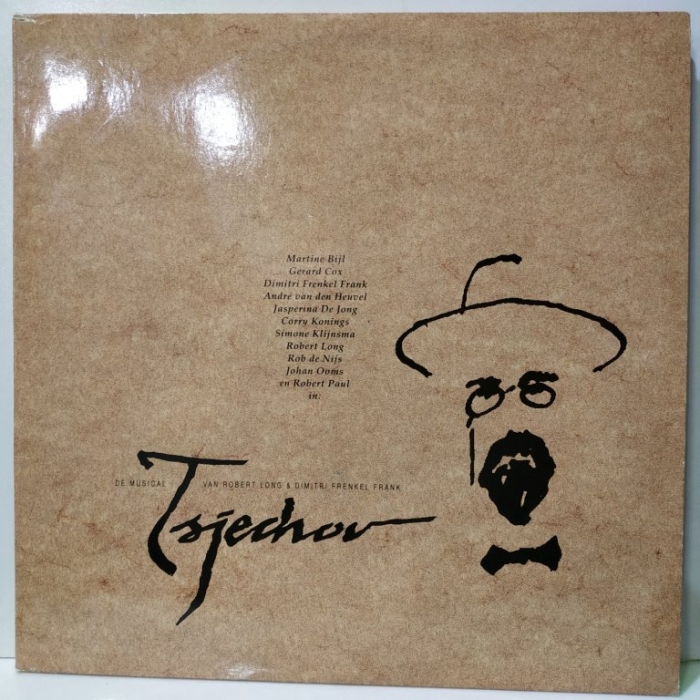 Martine Bijl
Gerard Cox
Dimitri Frenkel Frank
André van den Heuvel
Jasperina De Jong
Corry Konings
Simone Klijnsma
Robert Long
Rob de Nijs
Johan Ooms
en Robert Paul
in:
DE MUSICAL VAN ROBERT LONG & DIMITRI FRENKEL FRANK
Tsjechov